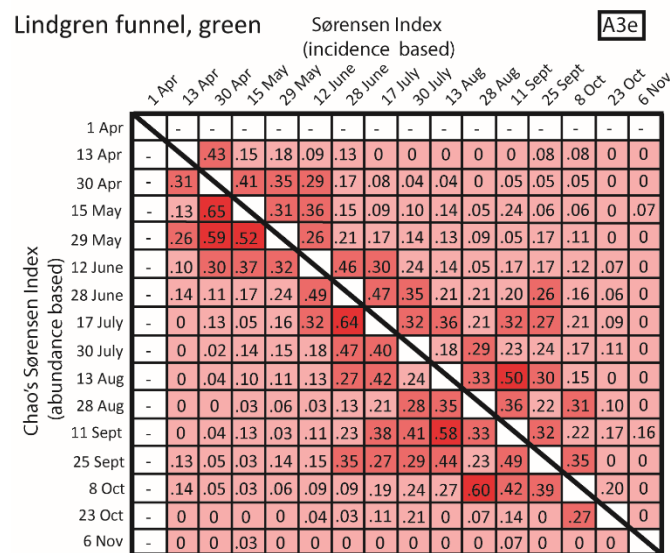 Lindgren funnel, green
Sørensen Index
(incidence based)
A3e
1 Apr 13 Apr 30 Apr 15 May 29 May 12 June 28 June 17 July 30 July 13 Aug 28 Aug 11 Sept 25 Sept 8 Oct 23 Oct 6 Nov
Chao's Sørensen Index
(abundance based)
1 Apr - - - - - - - - - - - - - - -
13 Apr - .43 .15 .18 .09 .13 0 0 0 0 0 .08 .08 0 0
30 Apr - .31 .41 .35 .29 .17 .08 .04 .04 0 .05 .05 .05 0 0
15 May - .13 .65 .31 .36 .15 .09 .10 .14 .05 .24 .06 .06 0 .07
29 May - .26 .59 .52 .26 .21 .17 .14 .13 .09 .05 .17 .11 0 0
12 June - .10 .30 .37 .32 .46 .30 .24 .14 .05 .17 .17 .12 .07 0
28 June - .14 .11 .17 .24 .49 .47 .35 .21 .21 .20 .26 .16 .06 0
17 July - 0 .13 .05 .16 .32 .64 .32 .36 .21 .32 .27 .21 .09 0
30 July - 0 .02 .14 .15 .18 .47 .40 .18 .29 .23 .24 .17 .11 0
13 Aug - 0 .04 .10 .11 .13 .27 .42 .24 .33 .50 .30 .15 0 0
28 Aug - 0 0 .03 .06 .03 .13 .21 .28 .35 .36 .22 .31 .10 0
11 Sept - 0 .04 .13 .03 .11 .23 .38 .41 .58 .33 .32 .22 .17 .16
25 Sept - .13 .05 .03 .14 .15 .35 .27 .29 .44 .23 .49 .35 0 0
8 Oct - .14 .05 .03 .06 .09 .09 .19 .24 .27 .60 .42 .39 .20 0
23 Oct - 0 0 0 0 .04 .03 .11 .21 0 .07 .14 0 .27 0
6 Nov - 0 0 .03 0 0 0 0 0 0 0 .07 0 0 0